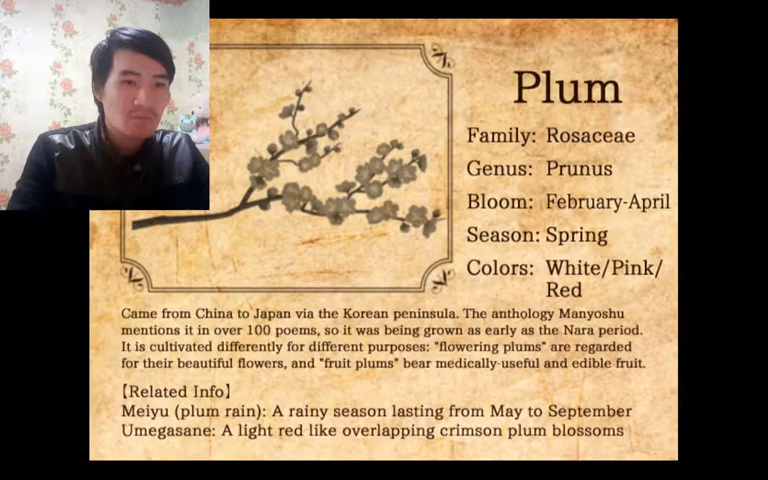 Plum
Family: Rosaceae
Genus: Prunus
Bloom: February-April
Season: Spring
Colors: White/Pink/
Red
Came from China to Japan via the Korean peninsula. The anthology Manyoshu
mentions it in over 100 poems, so it was being grown as early as the Nara period.
It is cultivated differently for different purposes: "flowering plums" are regarded
for their beautiful flowers, and "fruit plums" bear medically-useful and edible fruit.
【Related Info】
Meiyu (plum rain): A rainy season lasting from May to September
Umegasane: A light red like overlapping crimson plum blossoms